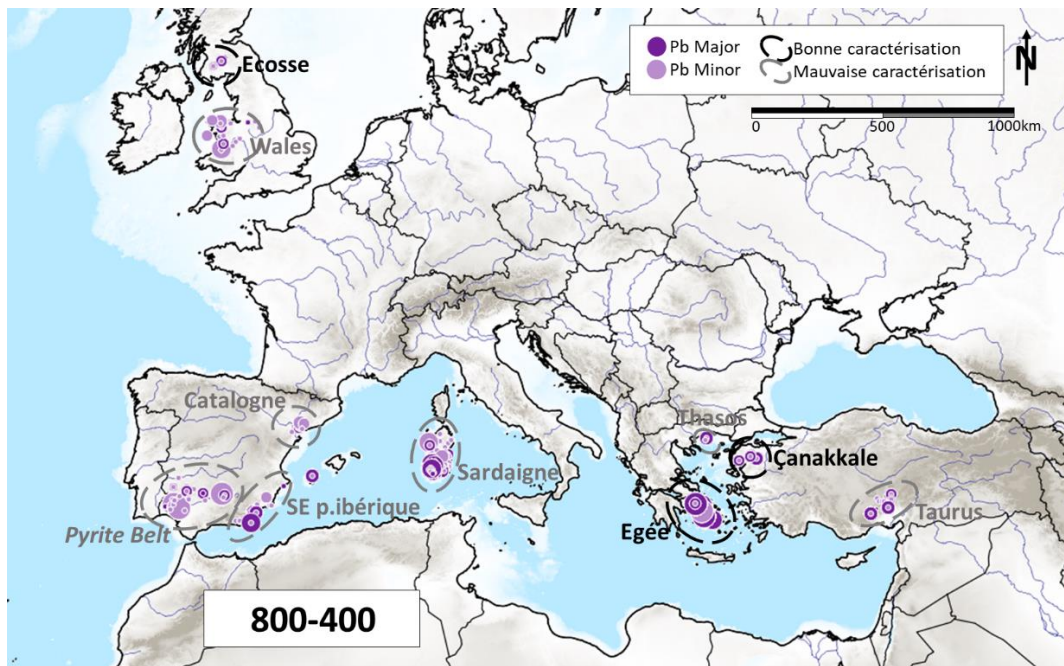 Pb Major
Bonne caractérisation
Pb Minor
Mauvaise caractérisation
N
0
500
1000km
Ecosse
Wales
Catalogne
Thasos
Çanakkale
Sardaigne
SE p.ibérique
Taurus
Egée
Pyrite Belt
800-400